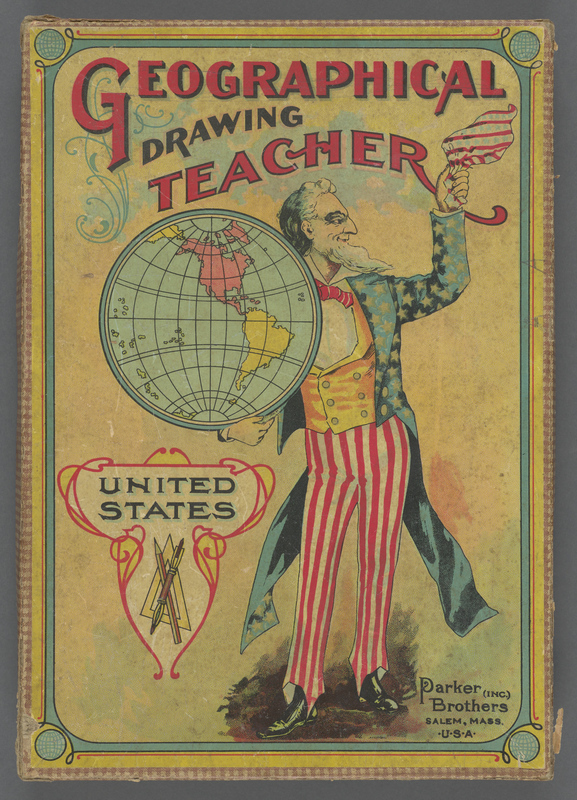 GEOGRAPHICAL
DRAWING
TEACHER
UNITED
STATES
Parker (INC.)
Brothers
SALEM, MASS.
·U·S·A·